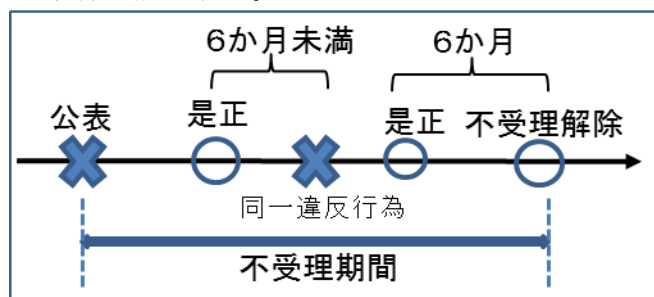 6か月未満
6か月
公表
是正
是正
不受理解除
同一違反行為
不受理期間